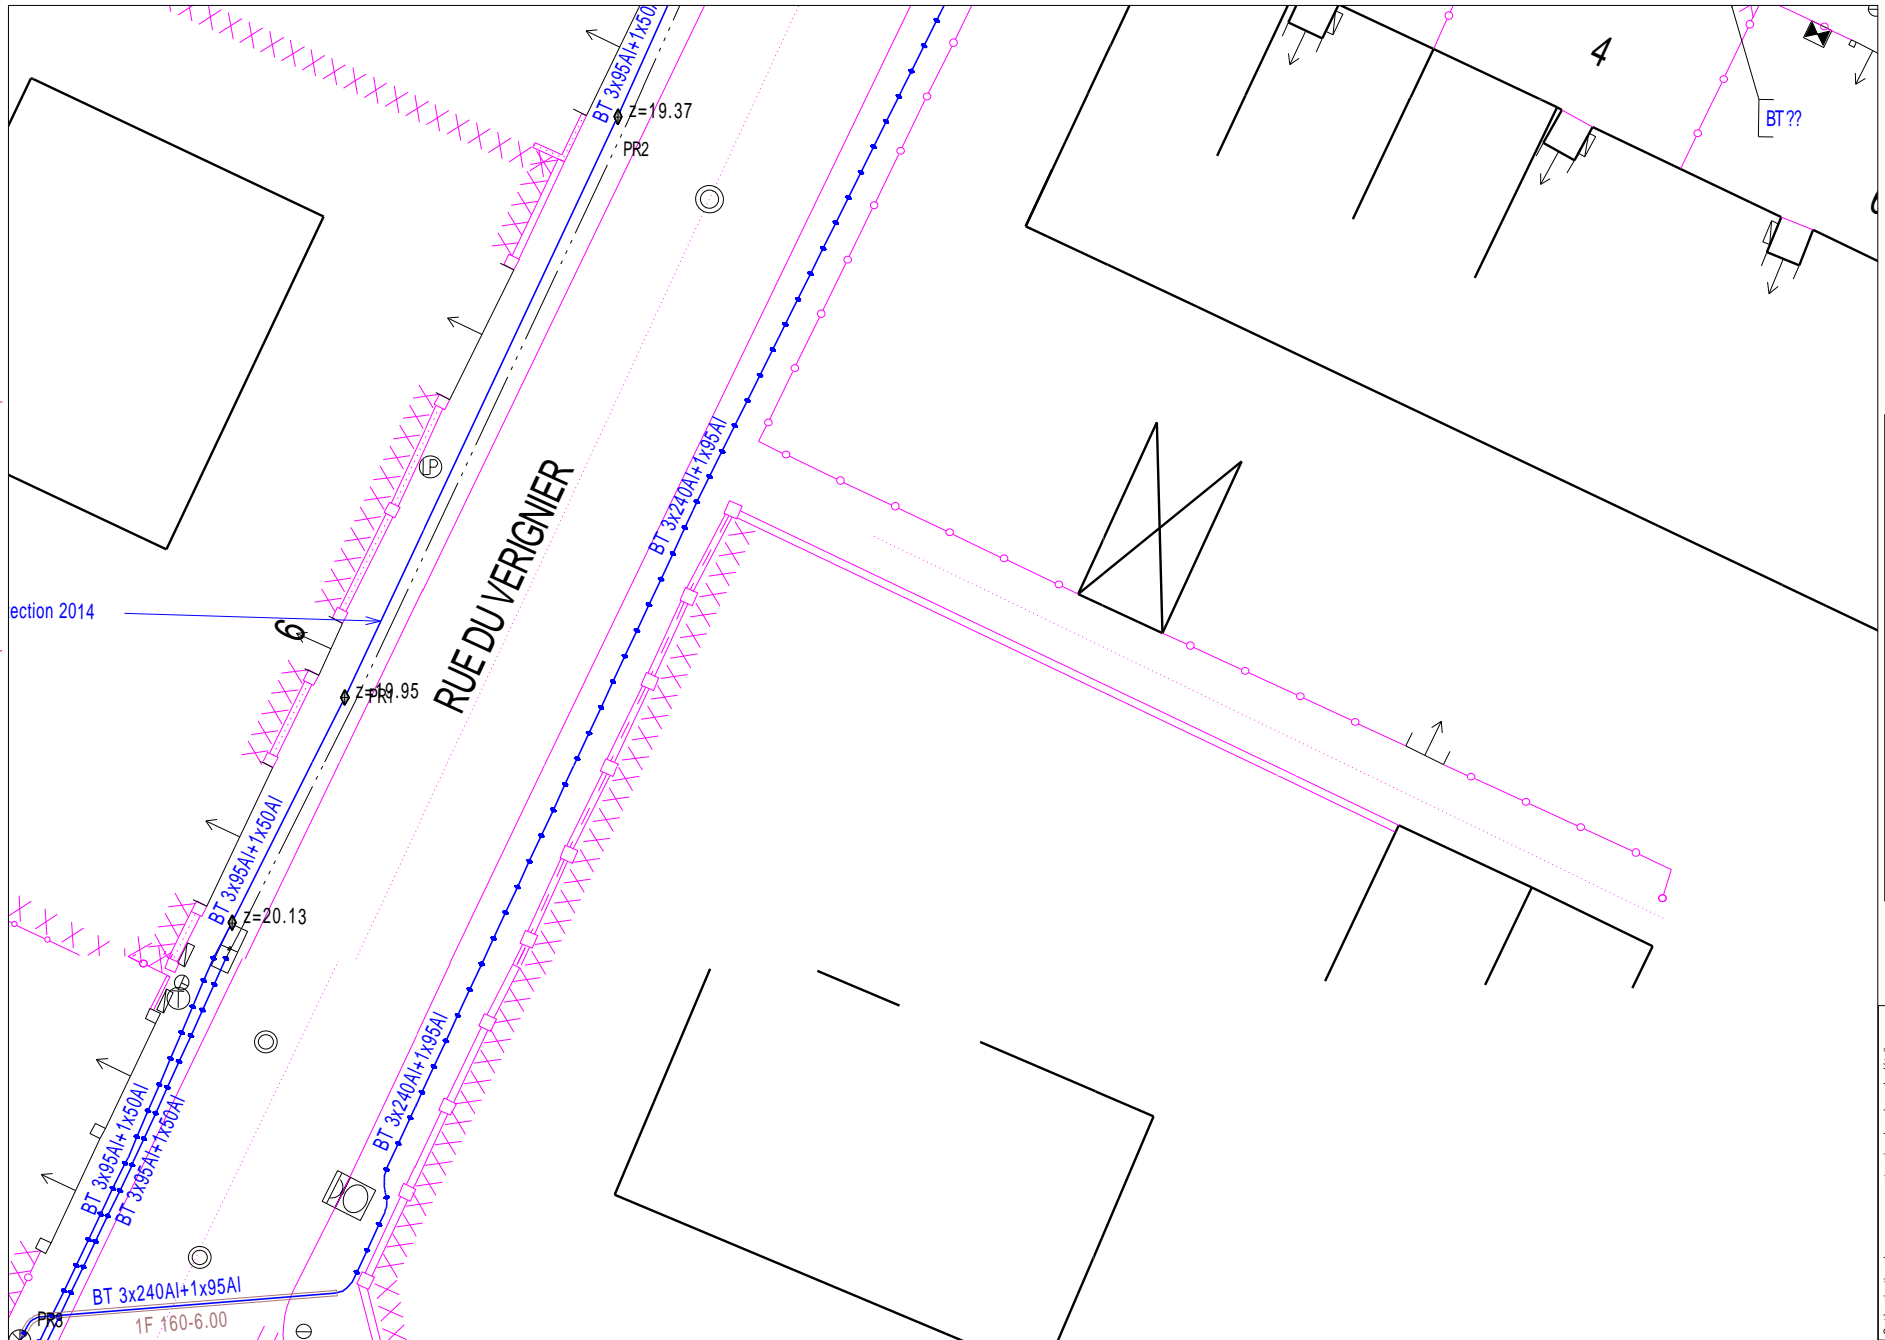 BT 3x95Al+1x50Al
z=19.37
PR2
4
BT ??
BT 3x240Al+1x95Al
LP
RUE DU VERIGNIER
ection 2014
6
z=19.95
PR1
BT 3x95Al+1x50Al
z=20.13
BT 3x240Al+1x95Al
BT 3x95Al+1x50Al
BT 3x95Al+1x50Al
BT 3x240Al+1x95Al
PR3
1F 160-6.00